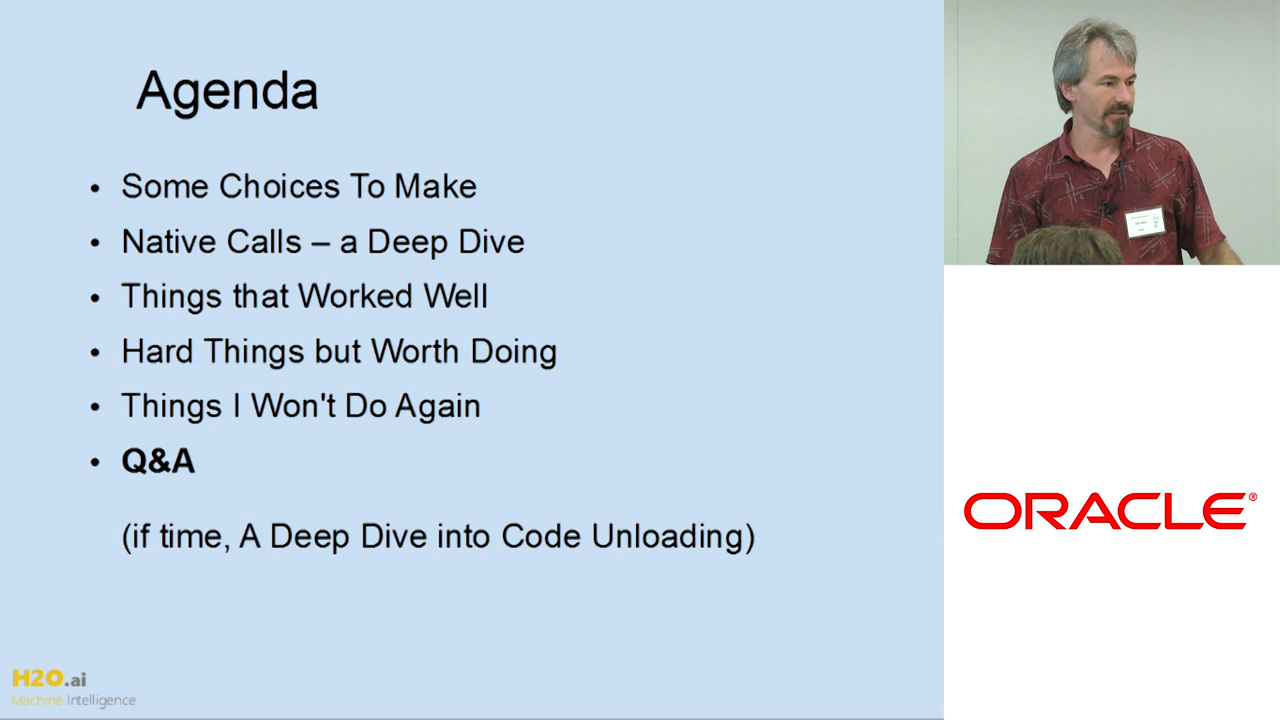 Agenda
• Some Choices To Make
• Native Calls – a Deep Dive
• Things that Worked Well
• Hard Things but Worth Doing
• Things I Won't Do Again
• Q&A
(if time, A Deep Dive into Code Unloading)
H2O.ai
Machine Intelligence
ORACLE®